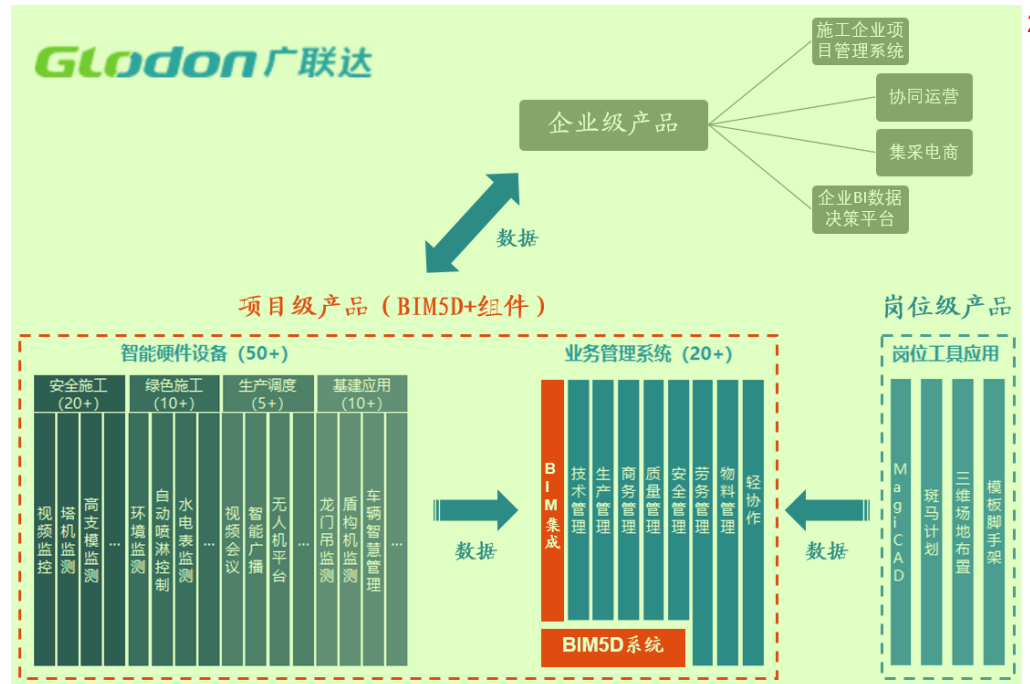 GLodon广联达
施工企业项
目管理系统
企业级产品
协同运营
集采电商
企业BI数据
决策平台
数据
项目级产品（BIM5D+组件）
岗位级产品
智能硬件设备（50+）
业务管理系统（20+）
岗位工具应用
安全施工
(20+)
绿色施工
(10+)
生产调度
(5+)
基建应用
(10+)
视频监控
塔机监测
高支模监测
...
环境监测
自动喷淋控制
水电表监测
...
视频会议
智能广播
无人机平台
...
龙门吊监测
盾构机监测
车辆智慧管理
...
数据
BIM集成
技术管理
生产管理
商务管理
质量管理
安全管理
劳务管理
物料管理
轻协作
BIM5D系统
数据
MagiCAD
斑马计划
三维场地布置
模板脚手架